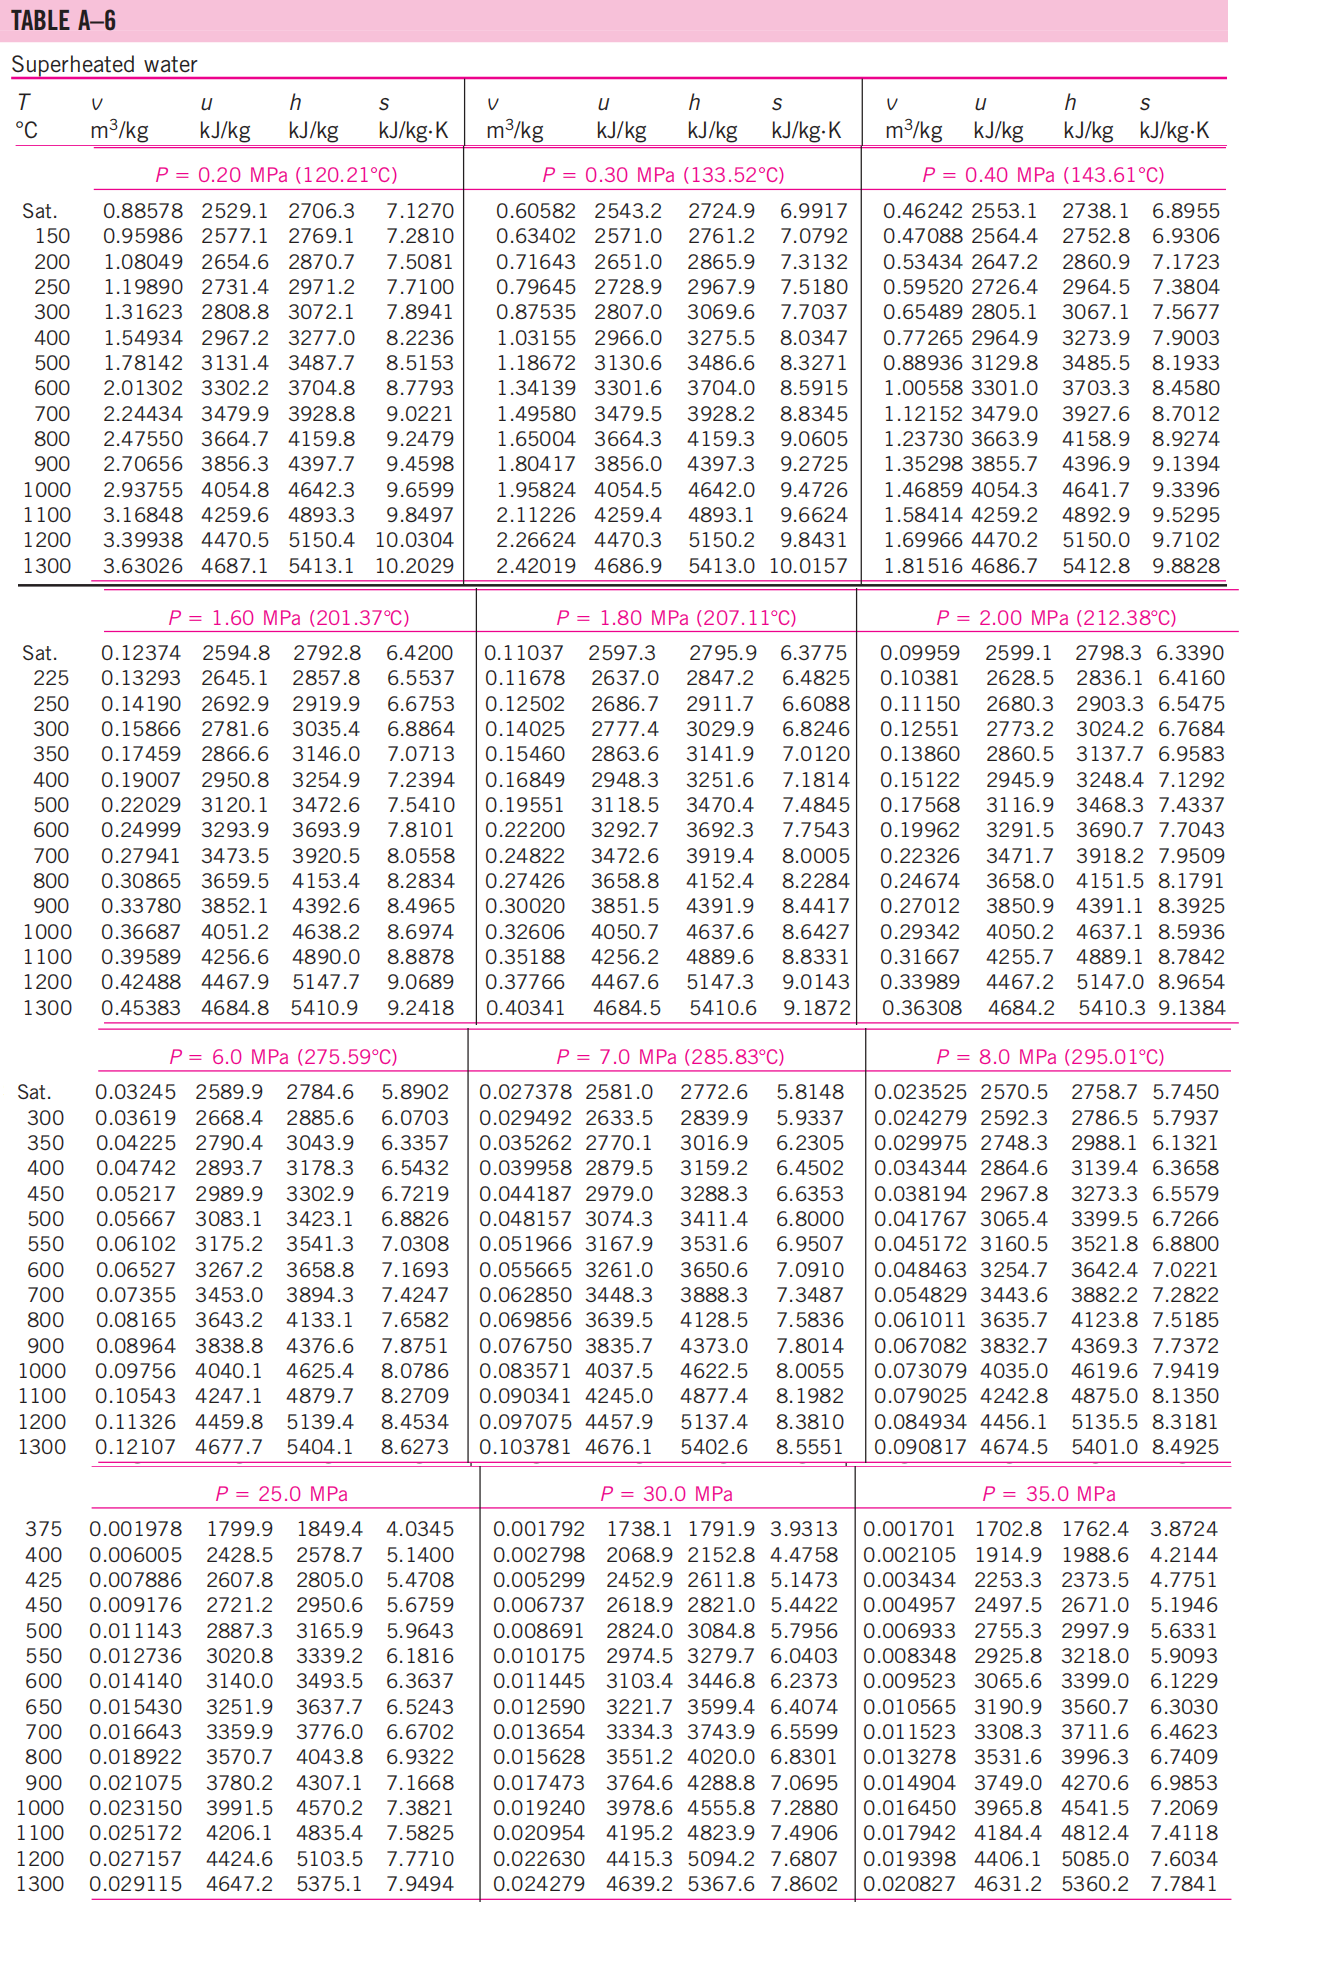 TABLE A–6
Superheated water
T v u h s v u h s v u h s
°C m³/kg kJ/kg kJ/kg kJ/kg·K m³/kg kJ/kg kJ/kg kJ/kg·K m³/kg kJ/kg kJ/kg kJ/kg·K
P = 0.20 MPa (120.21°C) P = 0.30 MPa (133.52°C) P = 0.40 MPa (143.61°C)
Sat. 0.88578 2529.1 2706.3 7.1270 0.60582 2543.2 2724.9 6.9917 0.46242 2553.1 2738.1 6.8955
150 0.95986 2577.1 2769.1 7.2810 0.63402 2571.0 2761.2 7.0792 0.47088 2564.4 2752.8 6.9306
200 1.08049 2654.6 2870.7 7.5081 0.71643 2651.0 2865.9 7.3132 0.53434 2647.2 2860.9 7.1723
250 1.19890 2731.4 2971.2 7.7100 0.79645 2728.9 2967.9 7.5180 0.59520 2726.4 2964.5 7.3804
300 1.31623 2808.8 3072.1 7.8941 0.87535 2807.0 3069.6 7.7037 0.65489 2805.1 3067.1 7.5677
400 1.54934 2967.2 3277.0 8.2236 1.03155 2966.0 3275.5 8.0347 0.77265 2964.9 3273.9 7.9003
500 1.78142 3131.4 3487.7 8.5153 1.18672 3130.6 3486.6 8.3271 0.88936 3129.8 3485.5 8.1933
600 2.01302 3302.2 3704.8 8.7793 1.34139 3301.6 3704.0 8.5915 1.00558 3301.0 3703.3 8.4580
700 2.24434 3479.9 3928.8 9.0221 1.49580 3479.5 3928.2 8.8345 1.12152 3479.0 3927.6 8.7012
800 2.47550 3664.7 4159.8 9.2479 1.65004 3664.3 4159.3 9.0605 1.23730 3663.9 4158.9 8.9274
900 2.70656 3856.3 4397.7 9.4598 1.80417 3856.0 4397.3 9.2725 1.35298 3855.7 4396.9 9.1394
1000 2.93755 4054.8 4642.3 9.6599 1.95824 4054.5 4642.0 9.4726 1.46859 4054.3 4641.7 9.3396
1100 3.16848 4259.6 4893.3 9.8497 2.11226 4259.4 4893.1 9.6624 1.58414 4259.2 4892.9 9.5295
1200 3.39938 4470.5 5150.4 10.0304 2.26624 4470.3 5150.2 9.8431 1.69966 4470.2 5150.0 9.7102
1300 3.63026 4687.1 5413.1 10.2029 2.42019 4686.9 5413.0 10.0157 1.81516 4686.7 5412.8 9.8828
P = 1.60 MPa (201.37°C) P = 1.80 MPa (207.11°C) P = 2.00 MPa (212.38°C)
Sat. 0.12374 2594.8 2792.8 6.4200 0.11037 2597.3 2795.9 6.3775 0.09959 2599.1 2798.3 6.3390
225 0.13293 2645.1 2857.8 6.5537 0.11678 2637.0 2847.2 6.4825 0.10381 2628.5 2836.1 6.4160
250 0.14190 2692.9 2919.9 6.6753 0.12502 2686.7 2911.7 6.6088 0.11150 2680.3 2903.3 6.5475
300 0.15866 2781.6 3035.4 6.8864 0.14025 2777.4 3029.9 6.8246 0.12551 2773.2 3024.2 6.7684
350 0.17459 2866.6 3146.0 7.0713 0.15460 2863.6 3141.9 7.0120 0.13860 2860.5 3137.7 6.9583
400 0.19007 2950.8 3254.9 7.2394 0.16849 2948.3 3251.6 7.1814 0.15122 2945.9 3248.4 7.1292
500 0.22029 3120.1 3472.6 7.5410 0.19551 3118.5 3470.4 7.4845 0.17568 3116.9 3468.3 7.4337
600 0.24999 3293.9 3693.9 7.8101 0.22200 3292.7 3692.3 7.7543 0.19962 3291.5 3690.7 7.7043
700 0.27941 3473.5 3920.5 8.0558 0.24822 3472.6 3919.4 8.0005 0.22326 3471.7 3918.2 7.9509
800 0.30865 3659.5 4153.4 8.2834 0.27426 3658.8 4152.4 8.2284 0.24674 3658.0 4151.5 8.1791
900 0.33780 3852.1 4392.6 8.4965 0.30020 3851.5 4391.9 8.4417 0.27012 3850.9 4391.1 8.3925
1000 0.36687 4051.2 4638.2 8.6974 0.32606 4050.7 4637.6 8.6427 0.29342 4050.2 4637.1 8.5936
1100 0.39589 4256.6 4890.0 8.8878 0.35188 4256.2 4889.6 8.8331 0.31667 4255.7 4889.1 8.7842
1200 0.42488 4467.9 5147.7 9.0689 0.37766 4467.6 5147.3 9.0143 0.33989 4467.2 5147.0 8.9654
1300 0.45383 4684.8 5410.9 9.2418 0.40341 4684.5 5410.6 9.1872 0.36308 4684.2 5410.3 9.1384
P = 6.0 MPa (275.59°C) P = 7.0 MPa (285.83°C) P = 8.0 MPa (295.01°C)
Sat. 0.03245 2589.9 2784.6 5.8902 0.027378 2581.0 2772.6 5.8148 0.023525 2570.5 2758.7 5.7450
300 0.03619 2668.4 2885.6 6.0703 0.029492 2633.5 2839.9 5.9337 0.024279 2592.3 2786.5 5.7937
350 0.04225 2790.4 3043.9 6.3357 0.035262 2770.1 3016.9 6.2305 0.029975 2748.3 2988.1 6.1321
400 0.04742 2893.7 3178.3 6.5432 0.039958 2879.5 3159.2 6.4502 0.034344 2864.6 3139.4 6.3658
450 0.05217 2989.9 3302.9 6.7219 0.044187 2979.0 3288.3 6.6353 0.038194 2967.8 3273.3 6.5579
500 0.05667 3083.1 3423.1 6.8826 0.048157 3074.3 3411.4 6.8000 0.041767 3065.4 3399.5 6.7266
550 0.06102 3175.2 3541.3 7.0308 0.051966 3167.9 3531.6 6.9507 0.045172 3160.5 3521.8 6.8800
600 0.06527 3267.2 3658.8 7.1693 0.055665 3261.0 3650.6 7.0910 0.048463 3254.7 3642.4 7.0221
700 0.07355 3453.0 3894.3 7.4247 0.062850 3448.3 3888.3 7.3487 0.054829 3443.6 3882.2 7.2822
800 0.08165 3643.2 4133.1 7.6582 0.069856 3639.5 4128.5 7.5836 0.061011 3635.7 4123.8 7.5185
900 0.08964 3838.8 4376.6 7.8751 0.076750 3835.7 4373.0 7.8014 0.067082 3832.7 4369.3 7.7372
1000 0.09756 4040.1 4625.4 8.0786 0.083571 4037.5 4622.5 8.0055 0.073079 4035.0 4619.6 7.9419
1100 0.10543 4247.1 4879.7 8.2709 0.090341 4245.0 4877.4 8.1982 0.079025 4242.8 4875.0 8.1350
1200 0.11326 4459.8 5139.4 8.4534 0.097075 4457.9 5137.4 8.3810 0.084934 4456.1 5135.5 8.3181
1300 0.12107 4677.7 5404.1 8.6273 0.103781 4676.1 5402.6 8.5551 0.090817 4674.5 5401.0 8.4925
P = 25.0 MPa P = 30.0 MPa P = 35.0 MPa
375 0.001978 1799.9 1849.4 4.0345 0.001792 1738.1 1791.9 3.9313 0.001701 1702.8 1762.4 3.8724
400 0.006005 2428.5 2578.7 5.1400 0.002798 2068.9 2152.8 4.4758 0.002105 1914.9 1988.6 4.2144
425 0.007886 2607.8 2805.0 5.4708 0.005299 2452.9 2611.8 5.1473 0.003434 2253.3 2373.5 4.7751
450 0.009176 2721.2 2950.6 5.6759 0.006737 2618.9 2821.0 5.4422 0.004957 2497.5 2671.0 5.1946
500 0.011143 2887.3 3165.9 5.9643 0.008691 2824.0 3084.8 5.7956 0.006933 2755.3 2997.9 5.6331
550 0.012736 3020.8 3339.2 6.1816 0.010175 2974.5 3279.7 6.0403 0.008348 2925.8 3218.0 5.9093
600 0.014140 3140.0 3493.5 6.3637 0.011445 3103.4 3446.8 6.2373 0.009523 3065.6 3399.0 6.1229
650 0.015430 3251.9 3637.7 6.5243 0.012590 3221.7 3599.4 6.4074 0.010565 3190.9 3560.7 6.3030
700 0.016643 3359.9 3776.0 6.6702 0.013654 3334.3 3743.9 6.5599 0.011523 3308.3 3711.6 6.4623
800 0.018922 3570.7 4043.8 6.9322 0.015628 3551.2 4020.0 6.8301 0.013278 3531.6 3996.3 6.7409
900 0.021075 3780.2 4307.1 7.1668 0.017473 3764.6 4288.8 7.0695 0.014904 3749.0 4270.6 6.9853
1000 0.023150 3991.5 4570.2 7.3821 0.019240 3978.6 4555.8 7.2880 0.016450 3965.8 4541.5 7.2069
1100 0.025172 4206.1 4835.4 7.5825 0.020954 4195.2 4823.9 7.4906 0.017942 4184.4 4812.4 7.4118
1200 0.027157 4424.6 5103.5 7.7710 0.022630 4415.3 5094.2 7.6807 0.019398 4406.1 5085.0 7.6034
1300 0.029115 4647.2 5375.1 7.9494 0.024279 4639.2 5367.6 7.8602 0.020827 4631.2 5360.2 7.7841